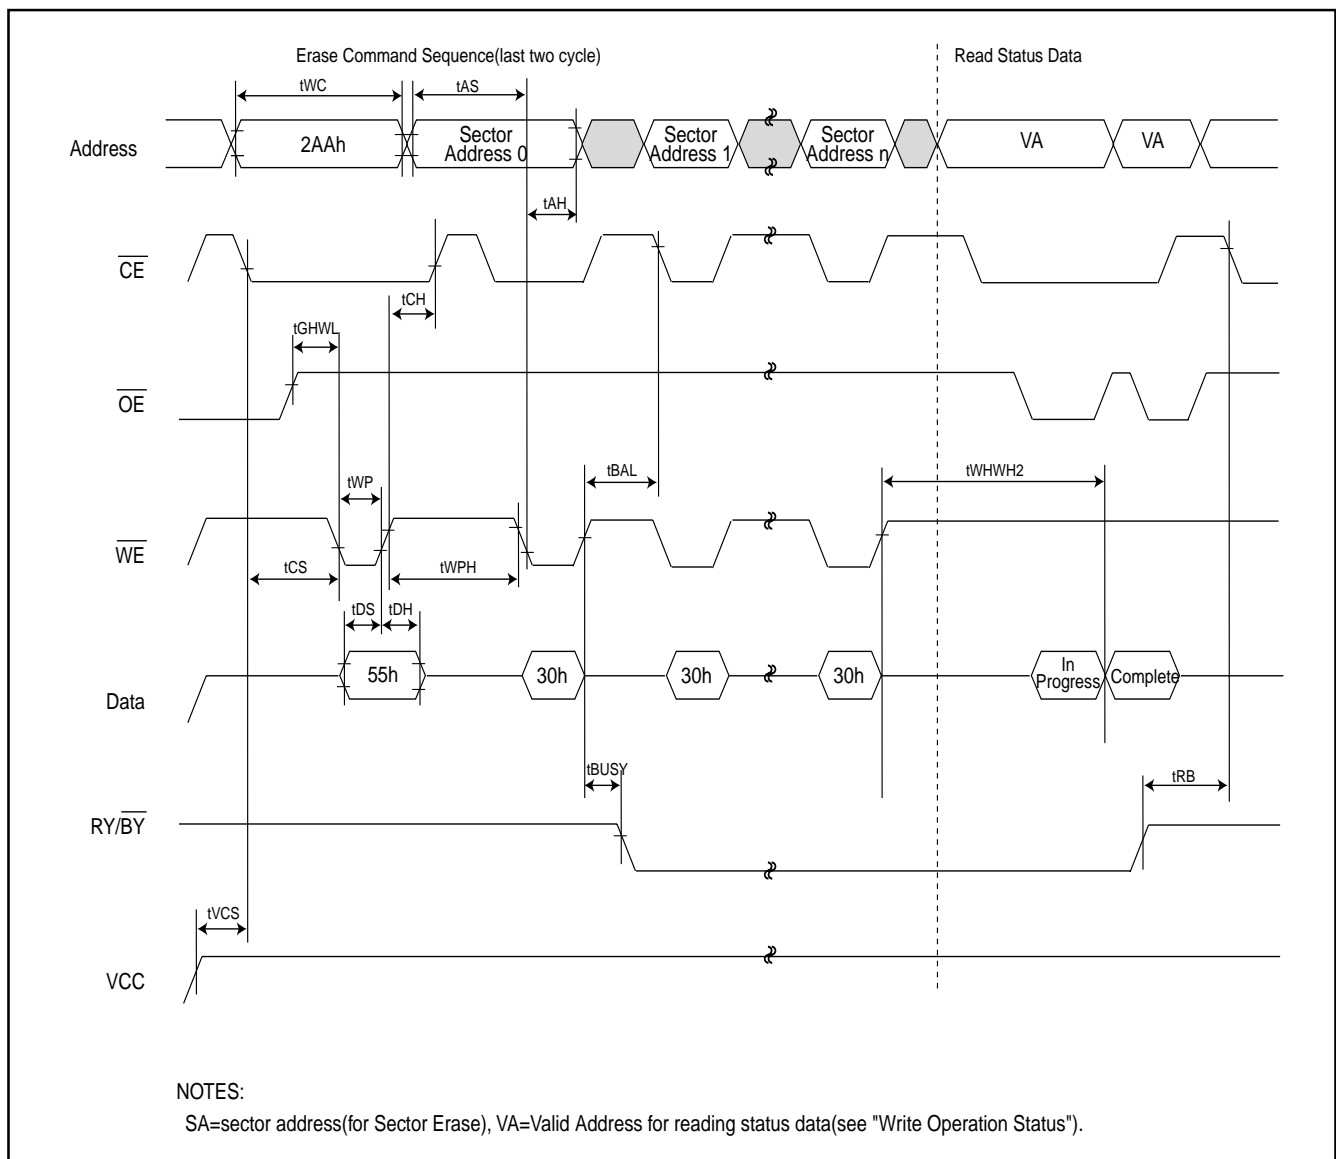 Erase Command Sequence(last two cycle)
Read Status Data
tWC
tAS
Address
2AAh
Sector
Address 0
Sector
Address 1
Sector
Address n
VA
VA
tAH
CE
tCH
tGHWL
OE
tBAL
tWHWH2
tWP
WE
tCS
tWPH
tDS
tDH
Data
55h
30h
30h
30h
In
Progress
Complete
tBUSY
tRB
RY/BY
tVCS
VCC
NOTES:
SA=sector address(for Sector Erase), VA=Valid Address for reading status data(see "Write Operation Status").